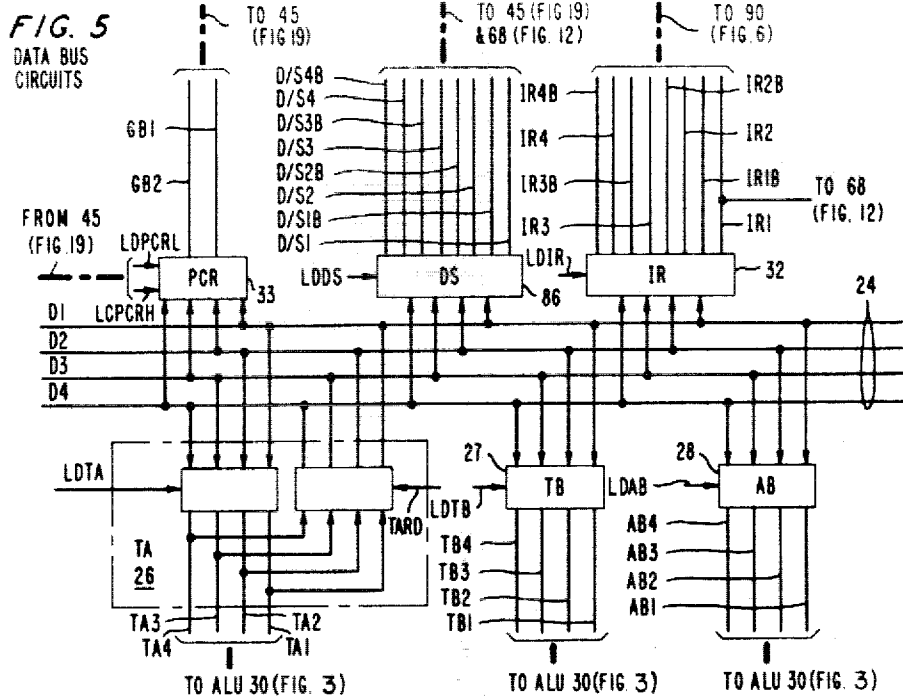 FIG. 5
DATA BUS
CIRCUITS
TO 45
(FIG 19)
TO 45 (FIG 19)
& 68 (FIG. 12)
TO 90
(FIG. 6)
GB1
GB2
D/S4B
D/S4
D/S3B
D/S3
D/S2B
D/S2
D/S1B
D/S1
IR4B
IR4
IR3B
IR3
IR2B
IR2
IR1B
IR1
TO 68
(FIG. 12)
FROM 45
(FIG. 19)
LDPCRL
LCPCRH
PCR
33
LDDS
DS
86
LDIR
IR
32
24
D1
D2
D3
D4
LDTA
TA
26
TARD
LDTB
27
TB
LDAB
28
AB
TB4
TB3
TB2
TB1
AB4
AB3
AB2
AB1
TA3
TA4
TA2
TA1
TO ALU 30 (FIG. 3)
TO ALU 30 (FIG. 3)
TO ALU 30 (FIG. 3)